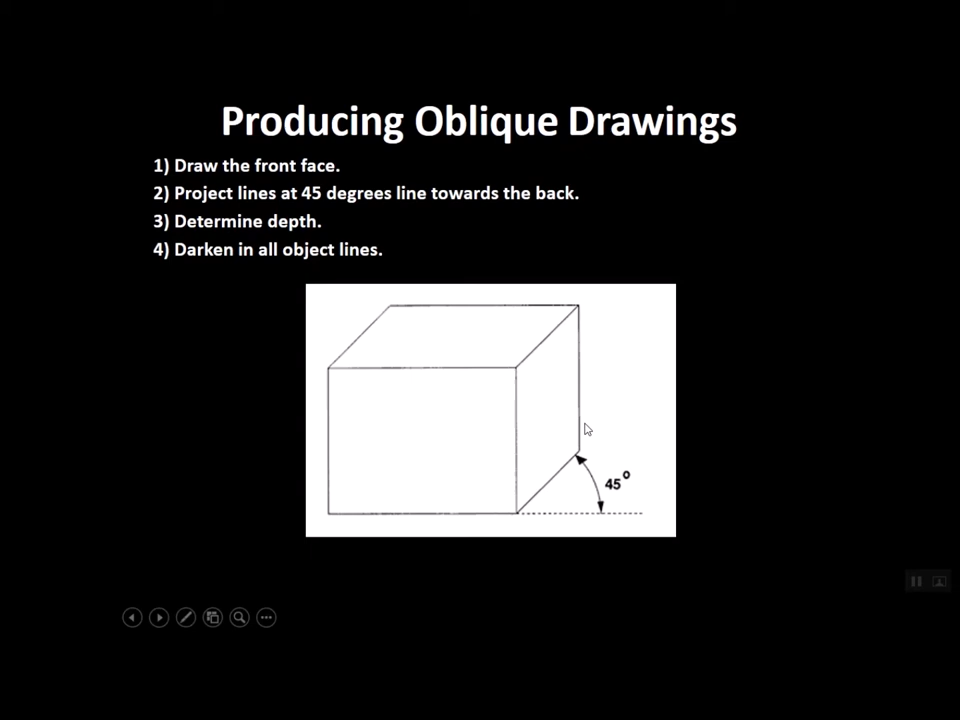 Producing Oblique Drawings
1) Draw the front face.
2) Project lines at 45 degrees line towards the back.
3) Determine depth.
4) Darken in all object lines.
45°